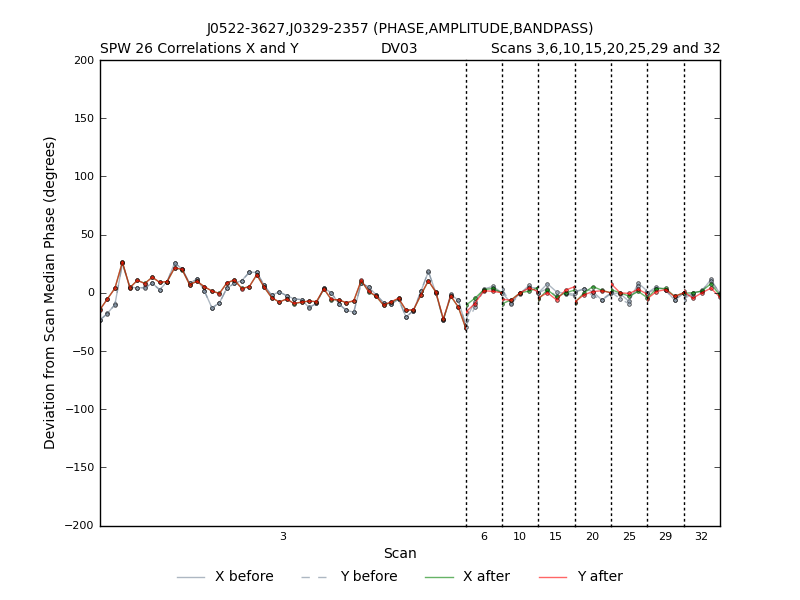 J0522-3627,J0329-2357 (PHASE,AMPLITUDE,BANDPASS)
SPW 26 Correlations X and Y DV03 Scans 3,6,10,15,20,25,29 and 32
200
150
100
50
0
−50
−100
−150
−200
Deviation from Scan Median Phase (degrees)
3 6 10 15 20 25 29 32
Scan
X before Y before X after Y after